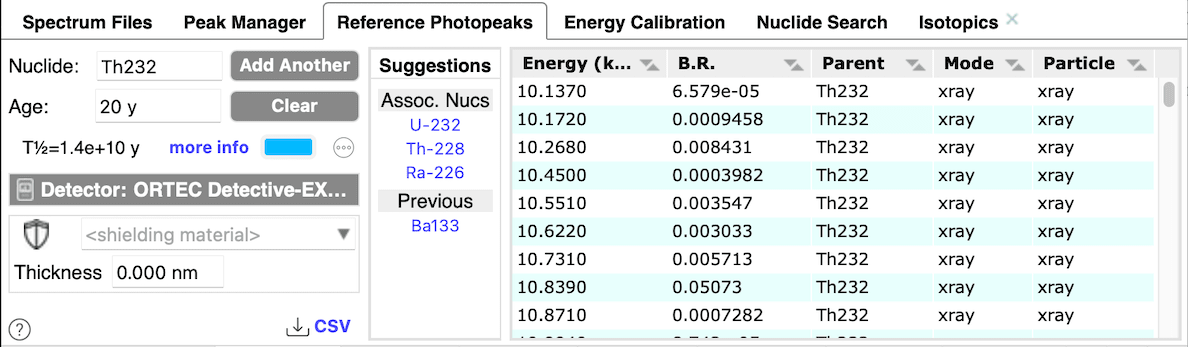 Spectrum Files Peak Manager Reference Photopeaks Energy Calibration Nuclide Search Isotopics
Nuclide: Th232 Add Another
Age: 20 y Clear
T½=1.4e+10 y more info
Detector: ORTEC Detective-EX...
<shielding material>
Thickness 0.000 nm
? CSV
Suggestions
Assoc. Nucs
U-232
Th-228
Ra-226
Previous
Ba133
Energy (k... B.R. Parent Mode Particle
10.1370 6.579e-05 Th232 xray xray
10.1720 0.0009458 Th232 xray xray
10.2680 0.008431 Th232 xray xray
10.4500 0.0003982 Th232 xray xray
10.5510 0.003547 Th232 xray xray
10.6220 0.003033 Th232 xray xray
10.7310 0.005713 Th232 xray xray
10.8390 0.05073 Th232 xray xray
10.8710 0.0007282 Th232 xray xray